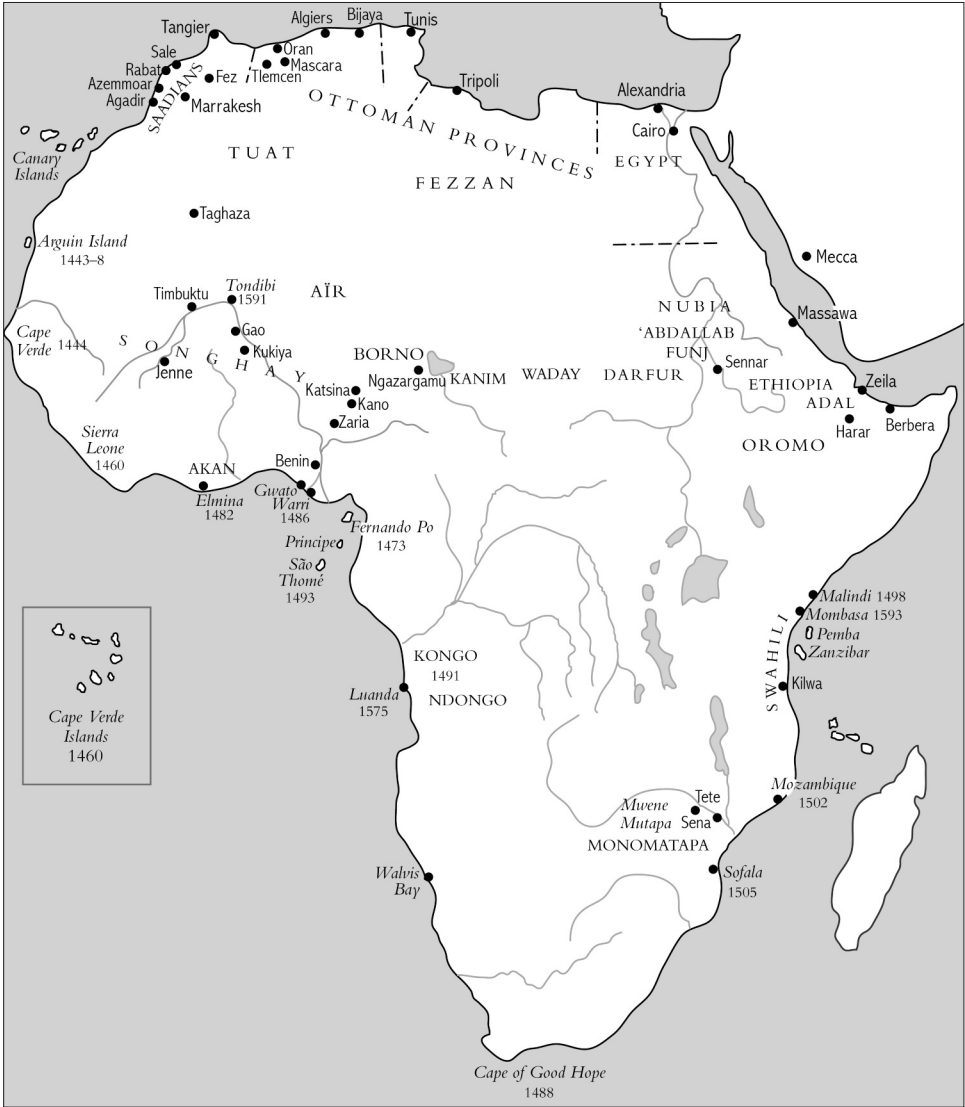 Tangier
Algiers
Bijaya
Tunis
Sale
Oran
Rabat
Fez
Tlemcen
Mascara
Azemmoar
Agadir
SAADIANS
Marrakesh
Tripoli
Alexandria
OTTOMAN PROVINCES
Cairo
Canary
Islands
TUAT
EGYPT
FEZZAN
Taghaza
Arguin Island
1443–8
Mecca
Timbuktu
Tondibi
1591
AÏR
NUBIA
Massawa
Cape
Verde 1444
SONGHAY
Gao
Kukiya
Jenne
'ABDALLAB
FUNJ
Sennar
BORNO
Ngazargamu
KANIM
WADAY
DARFUR
ETHIOPIA
Zeila
ADAL
Katsina
Kano
Zaria
Harar
Berbera
Sierra
Leone
1460
OROMO
AKAN
Benin
Elmina
1482
Gwato
Warri
1486
Fernando Po
1473
Principe
São
Thomé
1493
Malindi 1498
Mombasa 1593
Pemba
Zanzibar
SWAHILI
Kilwa
KONGO
1491
Luanda
1575
NDONGO
Cape Verde
Islands
1460
Mozambique
1502
Mwene
Mutapa
Tete
Sena
MONOMATAPA
Sofala
1505
Walvis
Bay
Cape of Good Hope
1488